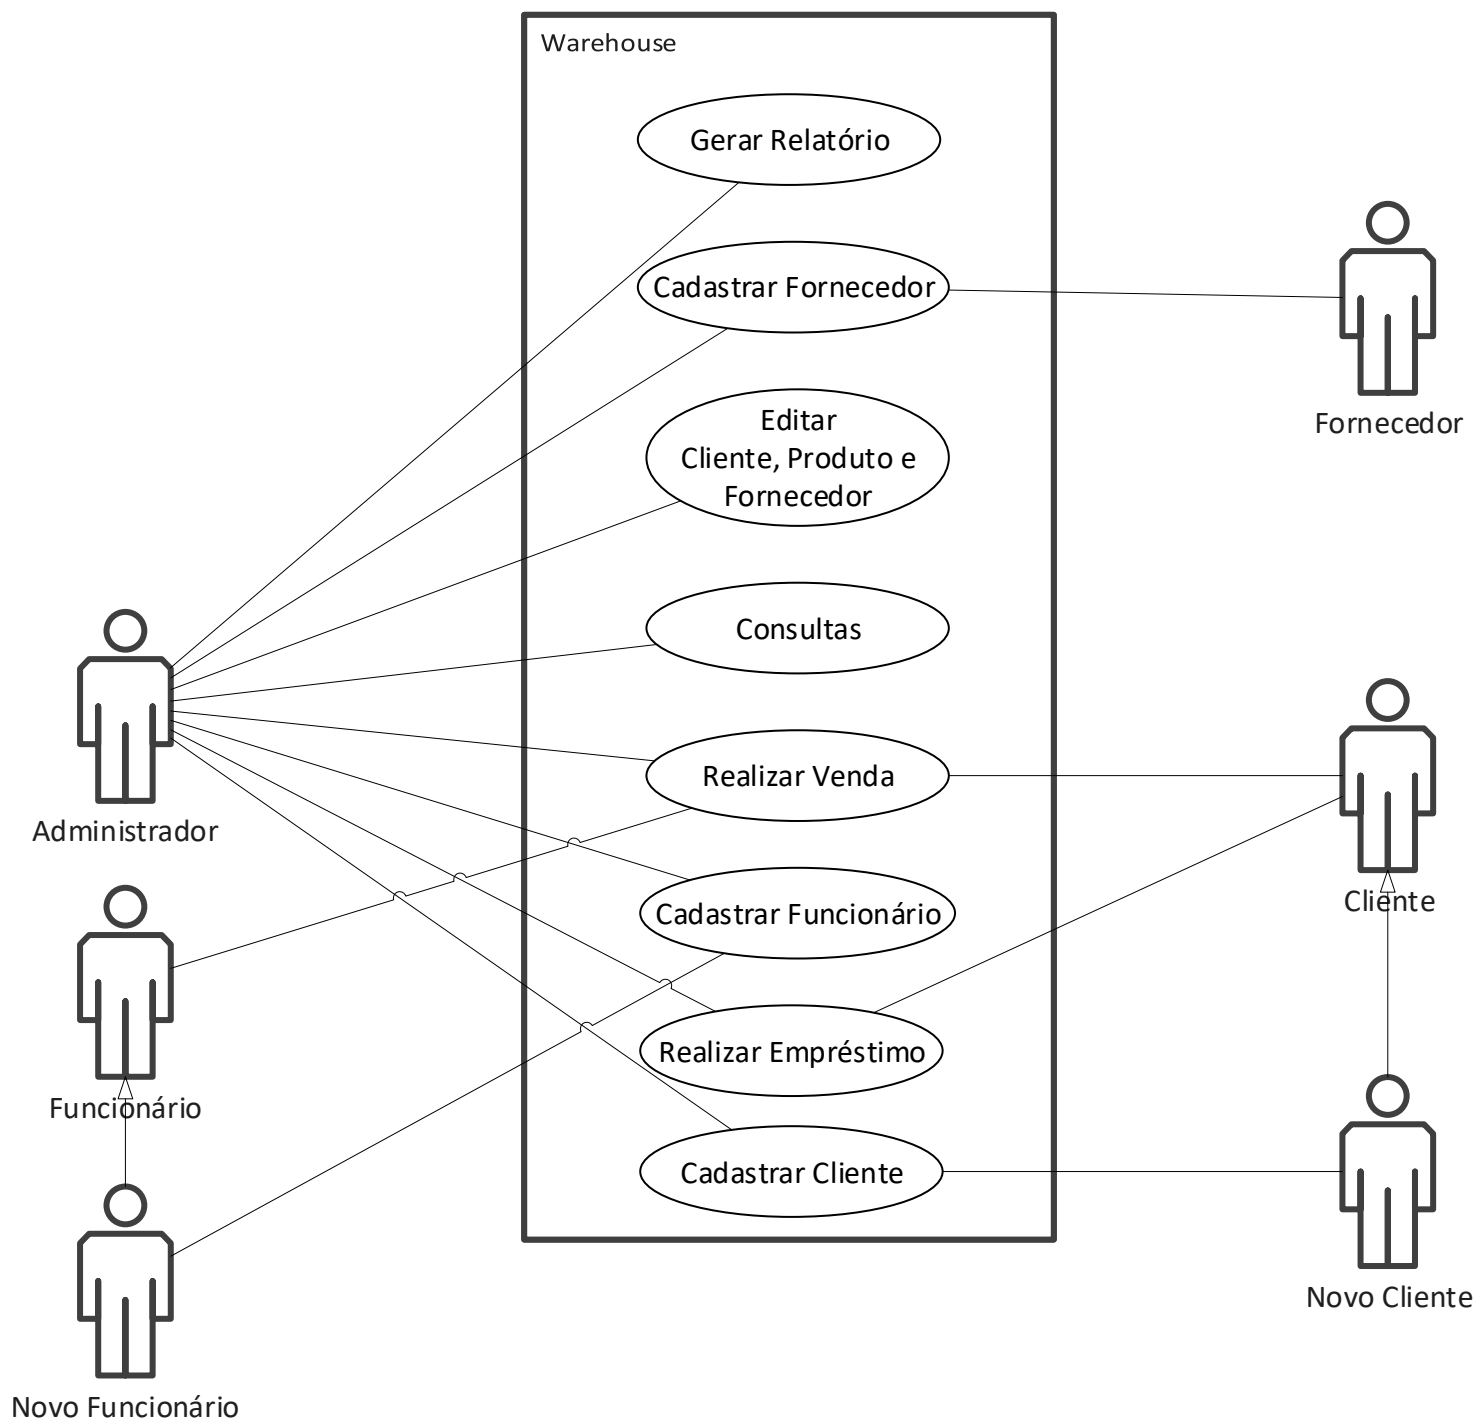 Warehouse
Gerar Relatório
Cadastrar Fornecedor
Fornecedor
Editar
Cliente, Produto e
Fornecedor
Consultas
Realizar Venda
Administrador
Cliente
Cadastrar Funcionário
Realizar Empréstimo
Funcionário
Cadastrar Cliente
Novo Cliente
Novo Funcionário